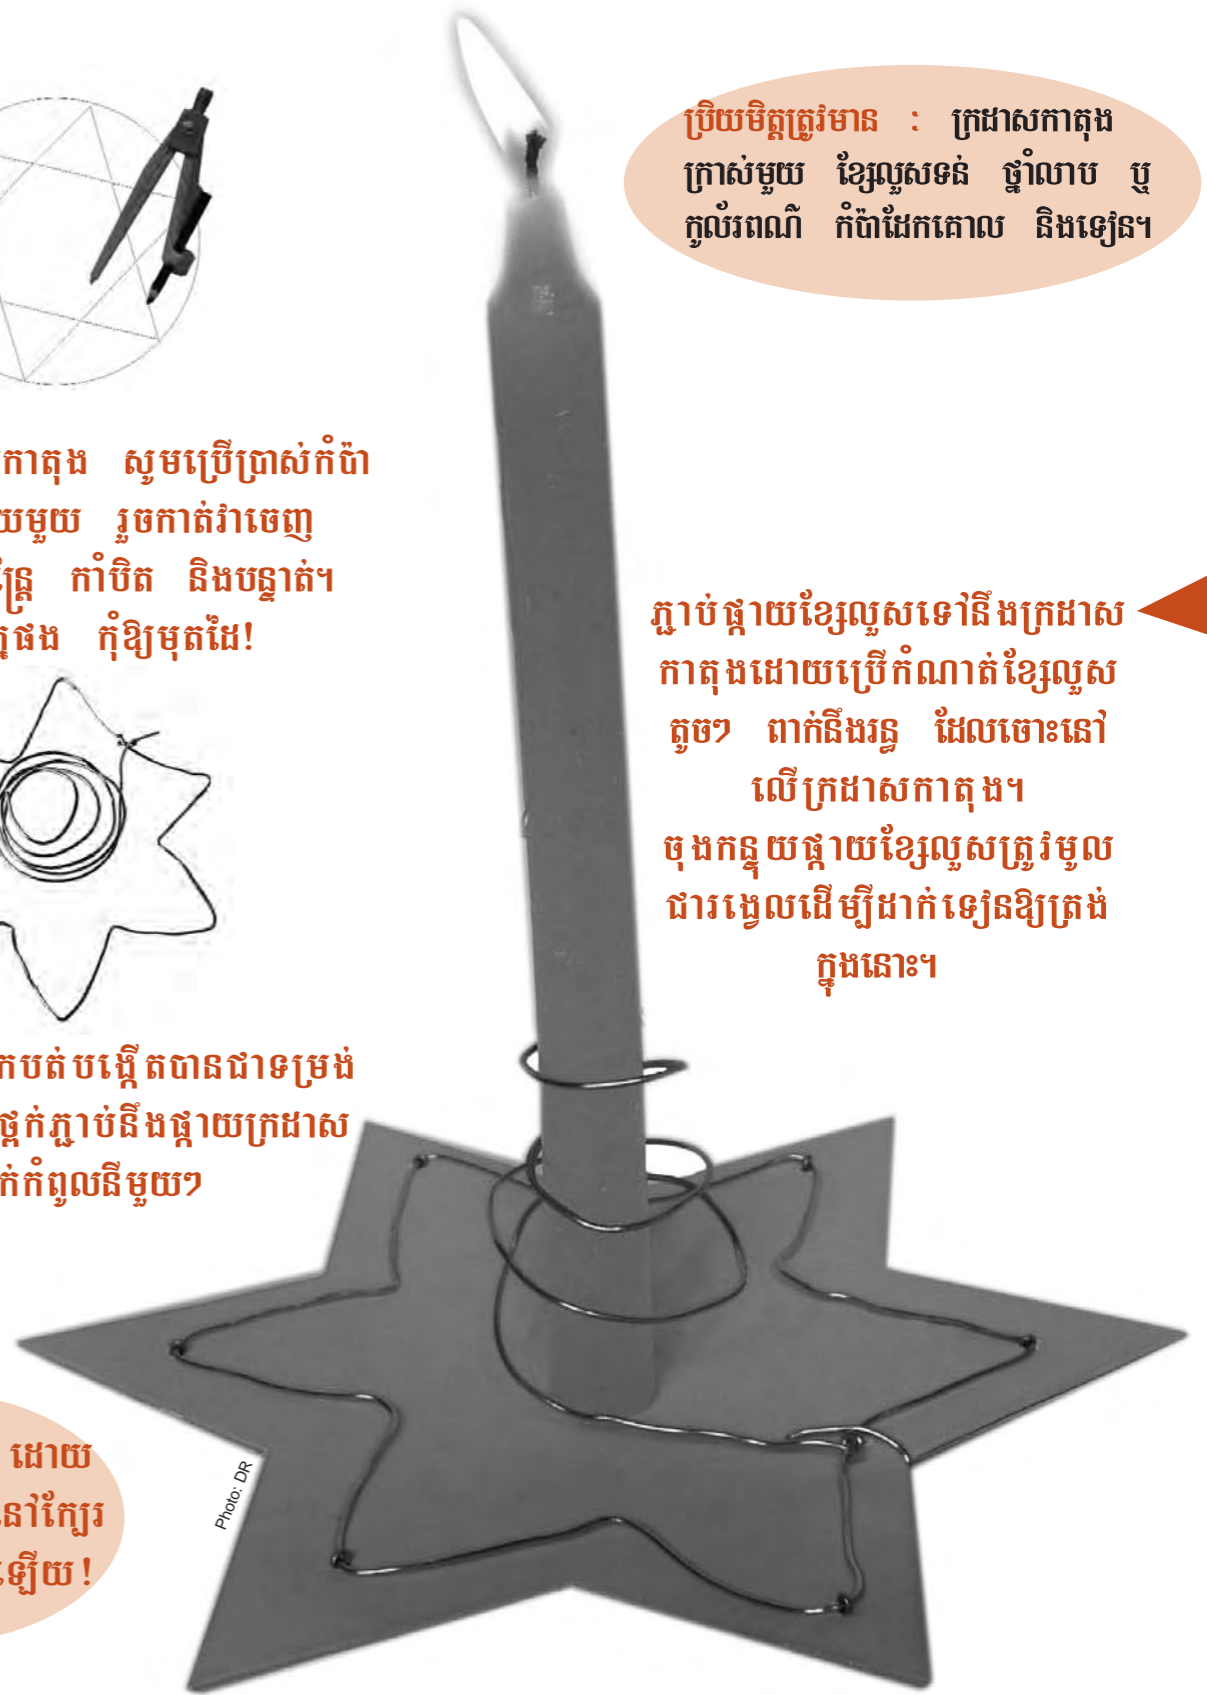 ប្រិយមិត្តត្រូវមាន : ក្រដាសកាតុង
ក្រាស់មួយ ខ្សែលួសទន់ ថ្នាំលាប ឬ
កូល័រពណ៌ កំប៉ាដែកគោល និងទៀន។
កាតុង សូមប្រើប្រាស់កំប៉ា
យមួយ រួចកាត់វាចេញ
ន្ត្រៃ កាំបិត និងបន្ទាត់។
ផង កុំឱ្យមុតដៃ!
ភ្ជាប់ផ្កាយខ្សែលួសទៅនឹងក្រដាស
កាតុងដោយប្រើកំណាត់ខ្សែលួស
តូចៗ ពាក់នឹងរន្ធ ដែលចោះនៅ
លើក្រដាសកាតុង។
ចុងកន្ទុយផ្កាយខ្សែលួសត្រូវមូល
ជារង្វេលដើម្បីដាក់ទៀនឱ្យត្រង់
ក្នុងនោះ។
កបត់បង្កើតបានជាទម្រង់
ថ្ពក់ភ្ជាប់នឹងផ្កាយក្រដាស
ក់កំពូលនីមួយៗ
ដោយ
នៅក្បែរ
ឡើយ!
Photo: DR